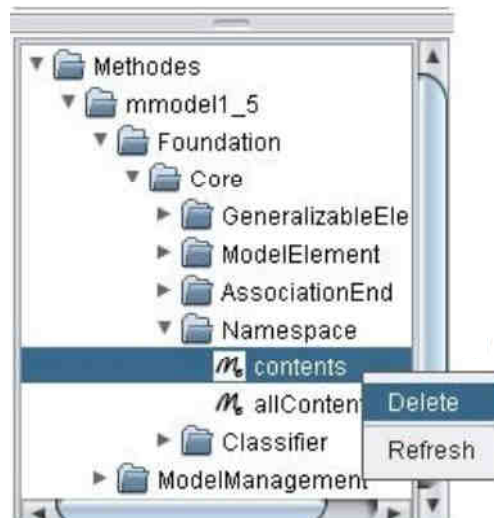 Methodes
mmodel1_5
Foundation
Core
GeneralizableEle
ModelElement
AssociationEnd
Namespace
contents
allConten
Delete
Classifier
Refresh
ModelManagement